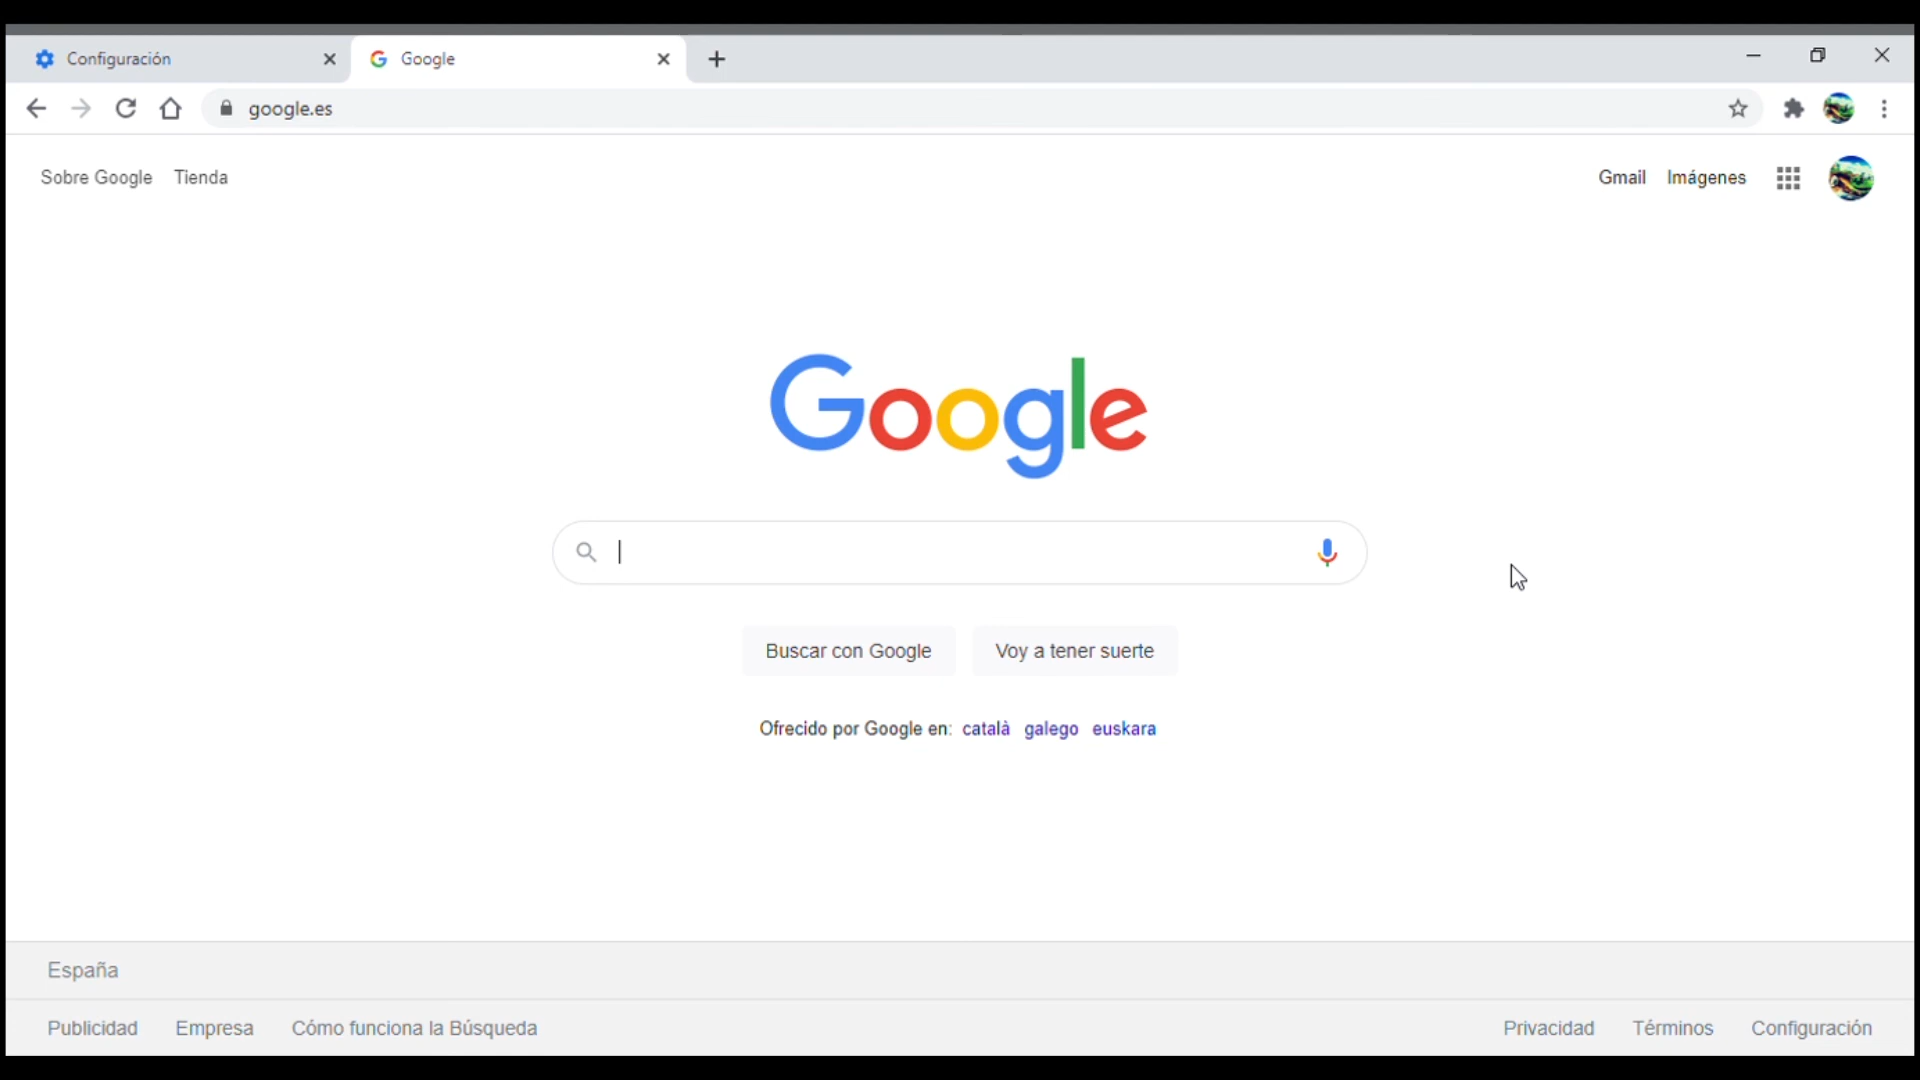 Configuración
Google
google.es
Sobre Google Tienda
Gmail Imágenes
Google
Buscar con Google
Voy a tener suerte
Ofrecido por Google en: català galego euskara
España
Publicidad Empresa Cómo funciona la Búsqueda
Privacidad Términos Configuración